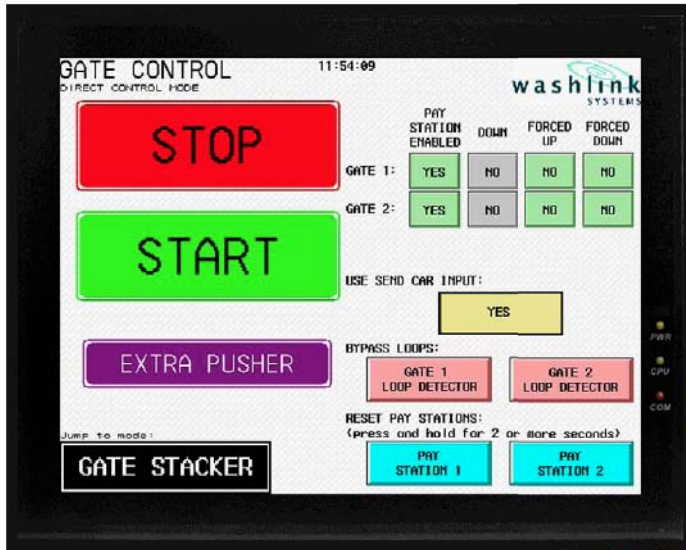 GATE CONTROL
DIRECT CONTROL MODE
11:54:09
washlink
SYSTEMS
STOP
START
EXTRA PUSHER
Jump to mode:
GATE STACKER
PAY STATION ENABLED
DOWN
FORCED UP
FORCED DOWN
GATE 1: YES NO NO NO
GATE 2: YES NO NO NO
USE SEND CAR INPUT:
YES
BYPASS LOOPS:
GATE 1
LOOP DETECTOR
GATE 2
LOOP DETECTOR
RESET PAY STATIONS:
(press and hold for 2 or more seconds)
PAY
STATION 1
PAY
STATION 2
PWR
CPU
COM